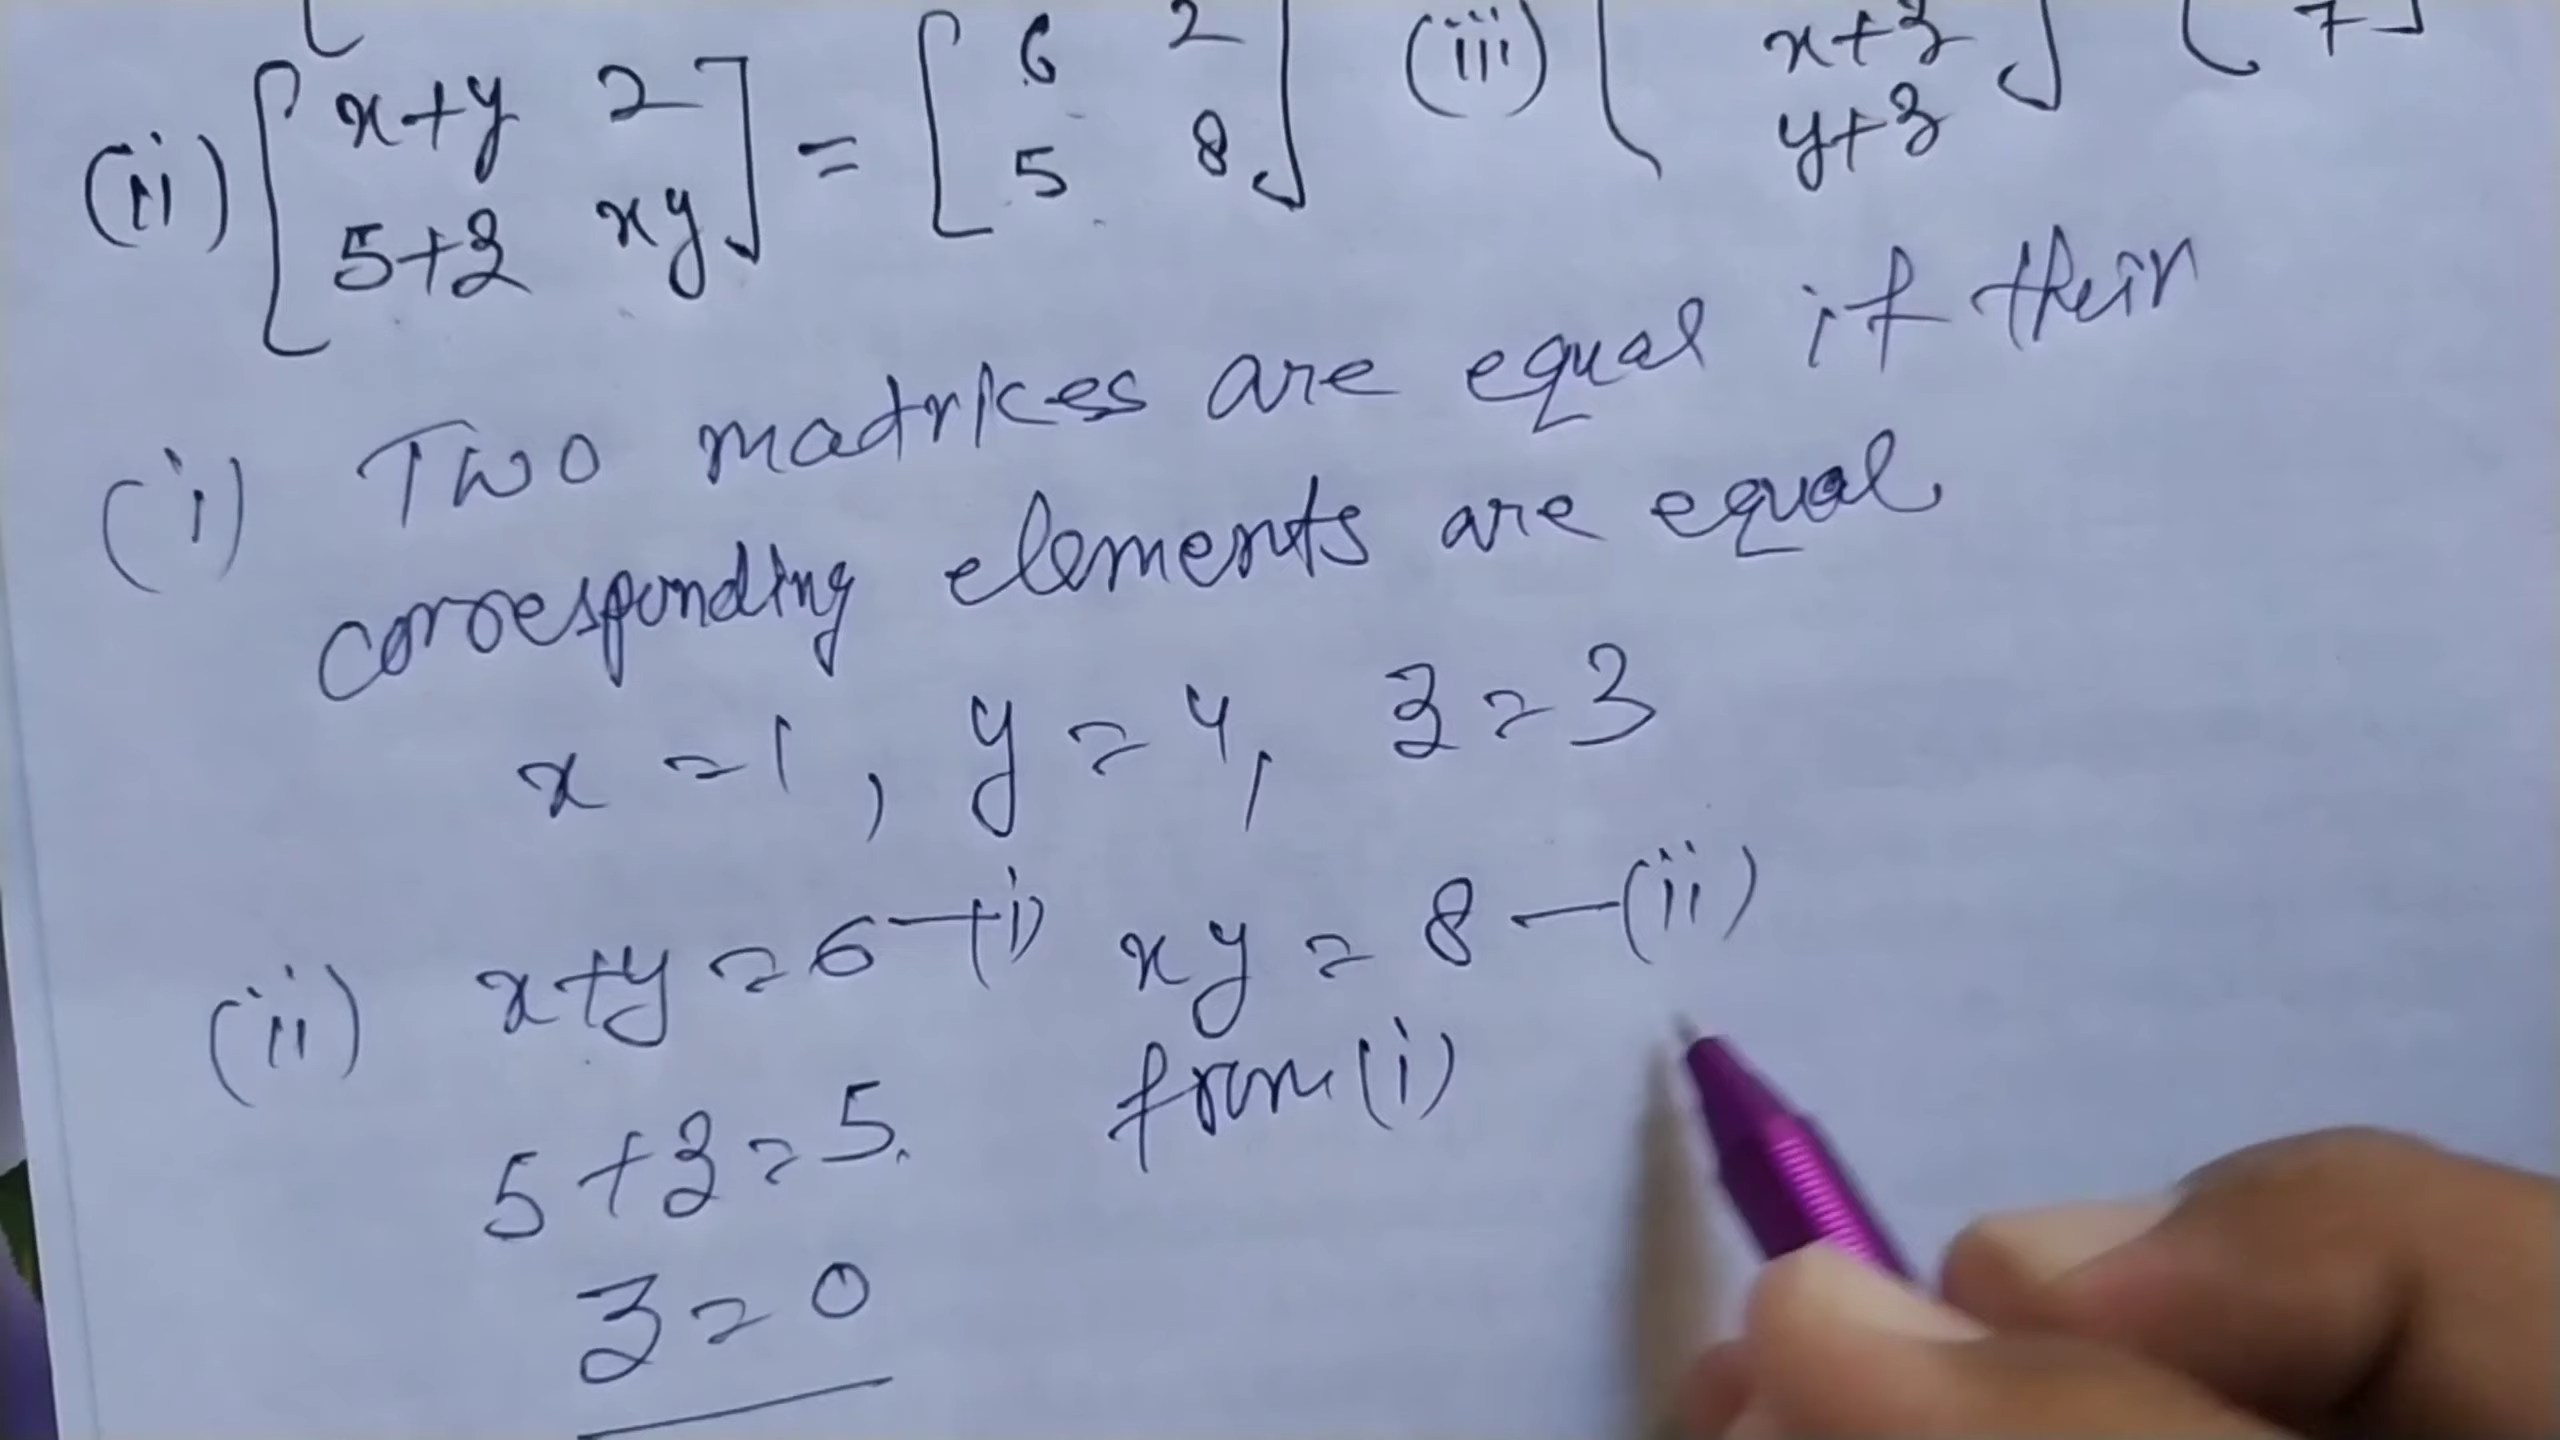 (ii) [x+y 2] = [6 2] (iii) [x+z] [7]
5+z xy 5 8 y+z
(i) Two matrices are equal if their
corresponding elements are equal
x = 1, y = 4, z = 3
(ii) x+y = 6 —(i) xy = 8 —(ii)
5+z = 5. from (i)
z = 0